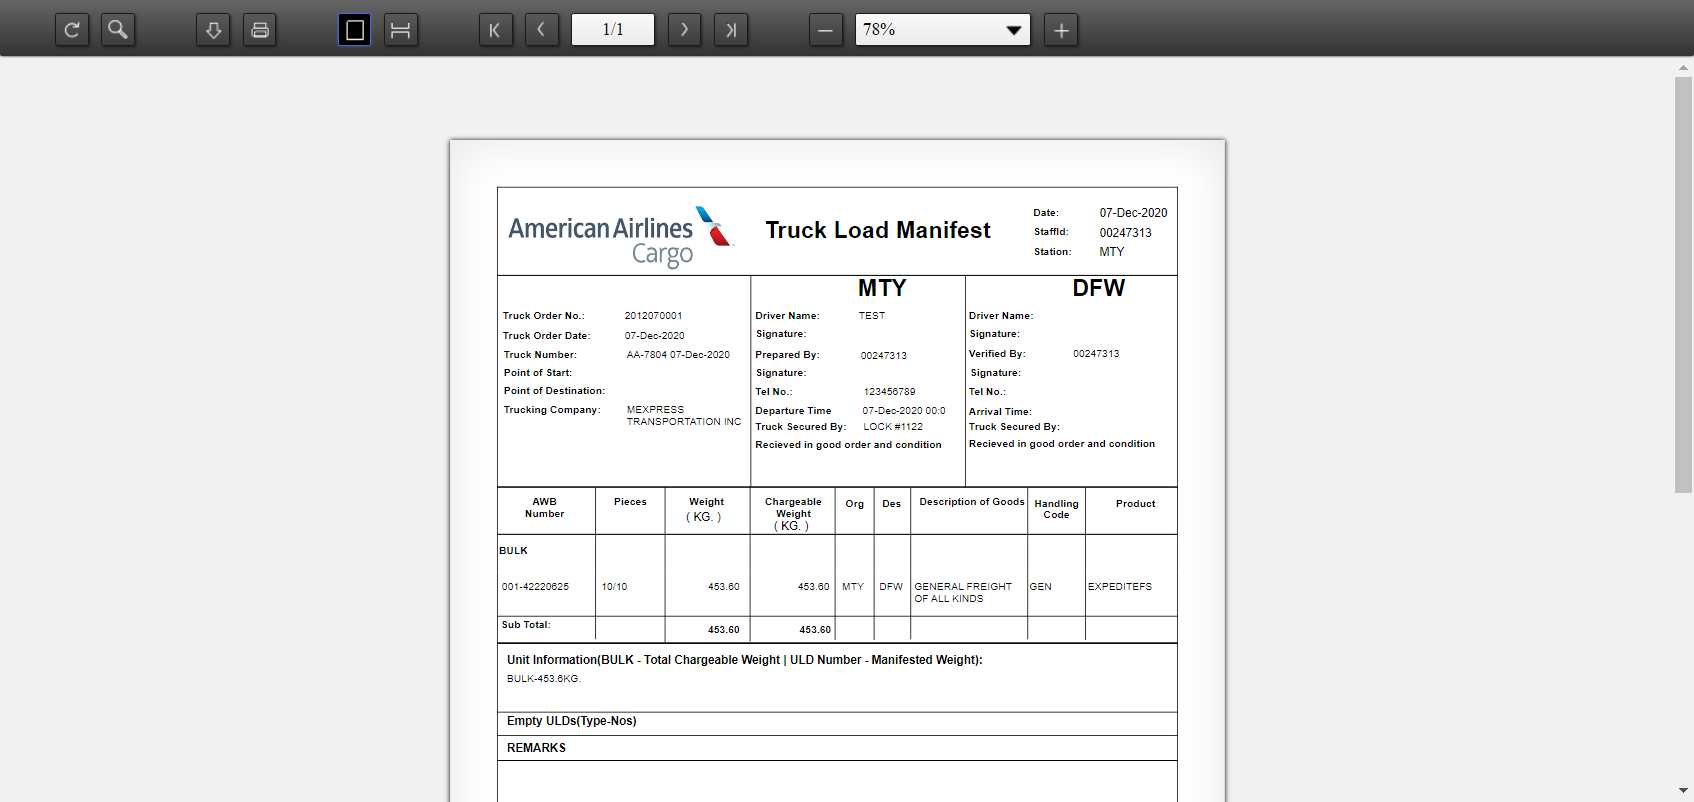 1/1
78%
American Airlines
Cargo
Truck Load Manifest
Date: 07-Dec-2020
StaffId: 00247313
Station: MTY
MTY
DFW
Truck Order No.: 2012070001
Truck Order Date: 07-Dec-2020
Truck Number: AA-7804 07-Dec-2020
Point of Start:
Point of Destination:
Trucking Company: MEXPRESS
TRANSPORTATION INC
Driver Name: TEST
Signature:
Prepared By: 00247313
Signature:
Tel No.: 123456789
Departure Time 07-Dec-2020 00:0
Truck Secured By: LOCK #1122
Recieved in good order and condition
Driver Name:
Signature:
Verified By: 00247313
Signature:
Tel No.:
Arrival Time:
Truck Secured By:
Recieved in good order and condition
AWB
Number
Pieces
Weight
( KG. )
Chargeable
Weight
( KG. )
Org
Des
Description of Goods
Handling
Code
Product
BULK
001-42220625 10/10 453.60 453.60 MTY DFW GENERAL FREIGHT GEN EXPEDITEFS
OF ALL KINDS
Sub Total: 453.60 453.60
Unit Information(BULK - Total Chargeable Weight | ULD Number - Manifested Weight):
BULK-453.6KG.
Empty ULDs(Type-Nos)
REMARKS